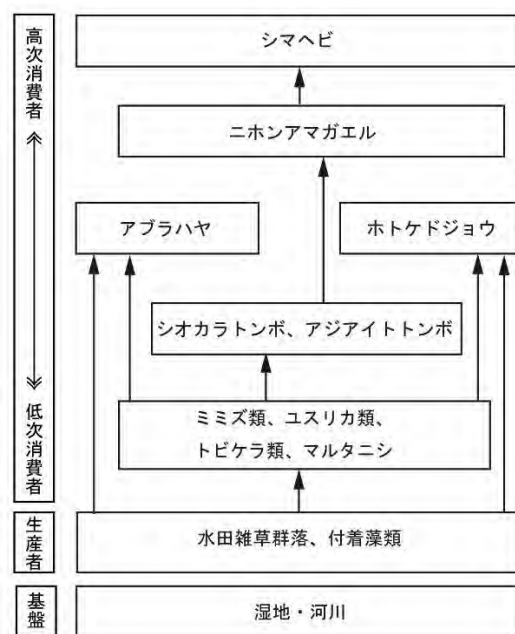 高次消費者
シマヘビ
ニホンアマガエル
アブラハヤ
ホトケドジョウ
シオカラトンボ、アジアイトトンボ
低次消費者
ミミズ類、ユスリカ類、
トビケラ類、マルタニシ
生産者
水田雑草群落、付着藻類
基盤
湿地・河川